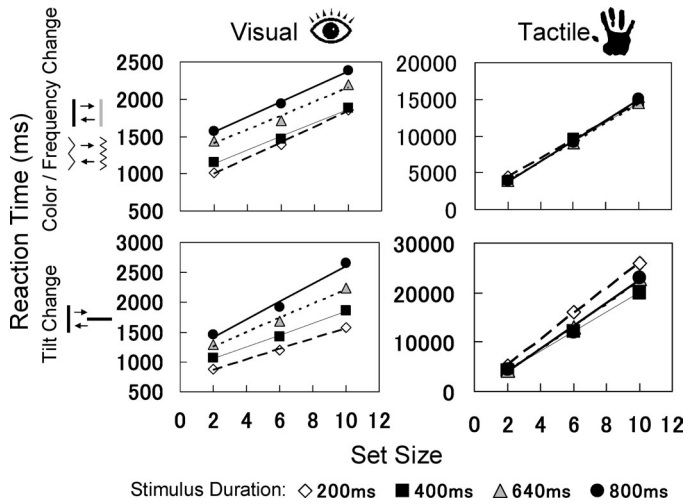 Visual
Tactile
Reaction Time (ms)
Color / Frequency Change
2500
2000
1500
1000
500
20000
15000
10000
5000
0
Tilt Change
3000
2500
2000
1500
1000
500
0 2 4 6 8 10 12
30000
20000
10000
0
0 2 4 6 8 10 12
Set Size
Stimulus Duration: 200ms 400ms 640ms 800ms